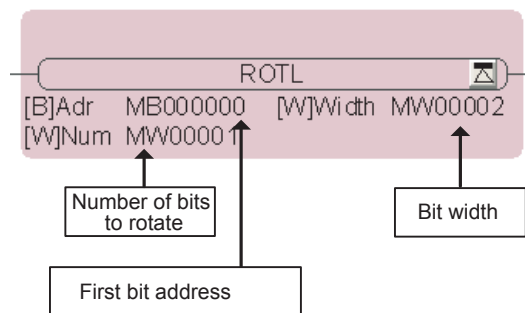 ROTL
[B]Adr MB000000 [W]Width MW00002
[W]Num MW00001
Number of bits
to rotate
Bit width
First bit address